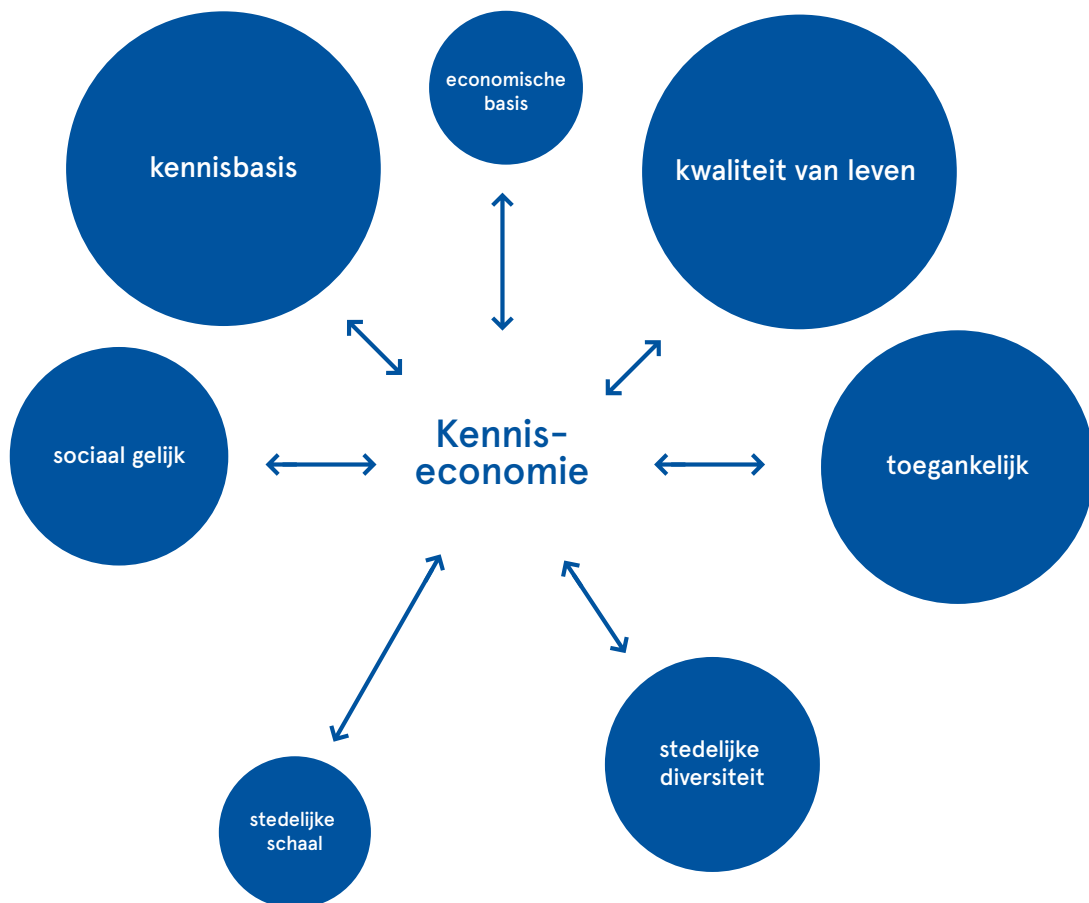 economische
basis
kennisbasis
kwaliteit van leven
sociaal gelijk
Kennis-
economie
toegankelijk
stedelijke
diversiteit
stedelijke
schaal